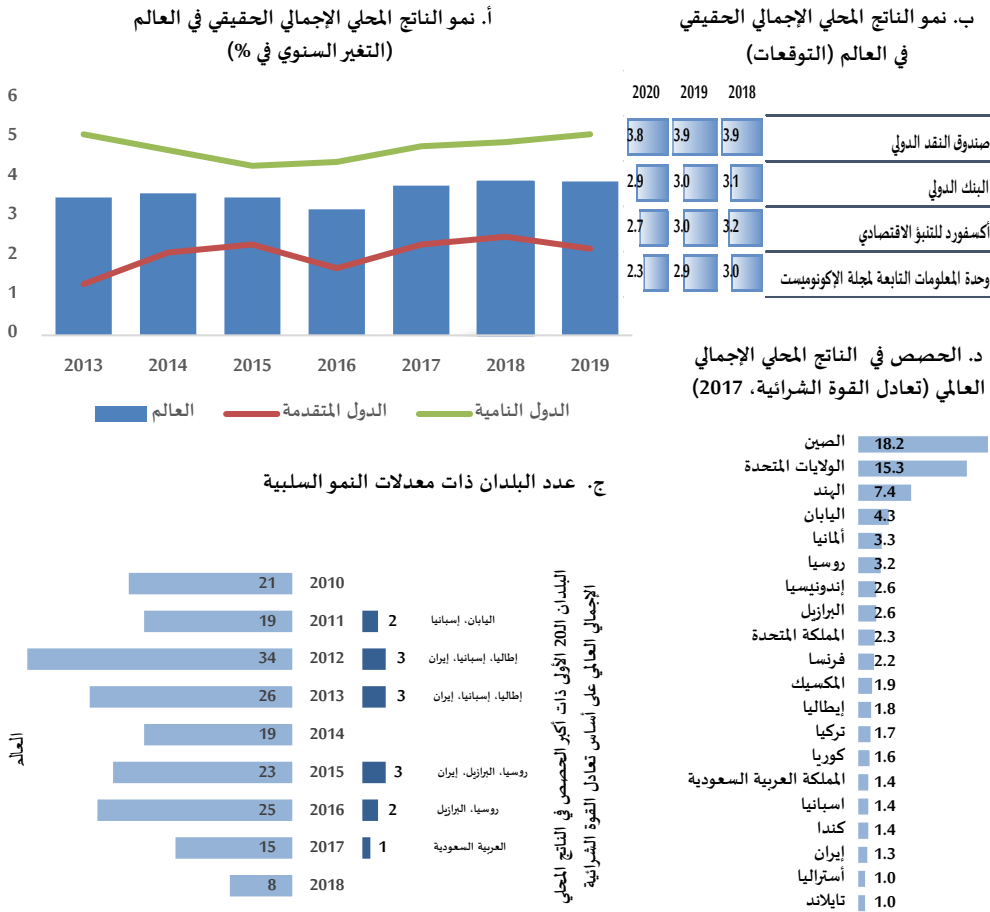 أ. نمو الناتج المحلي الإجمالي الحقيقي في العالم
(التغير السنوي في %)
6
5
4
3
2
1
0
2013 2014 2015 2016 2017 2018 2019
العالم الدول المتقدمة الدول النامية
ب. نمو الناتج المحلي الإجمالي الحقيقي
في العالم (التوقعات)
2020 2019 2018
3.8 3.9 3.9 صندوق النقد الدولي
2.9 3.0 3.1 البنك الدولي
2.7 3.0 3.2 أكسفورد للتنبؤ الاقتصادي
2.3 2.9 3.0 وحدة المعلومات التابعة لمجلة الإكونوميست
ج. عدد البلدان ذات معدلات النمو السلبية
العالم
21 2010
19 2011 2 اليابان، إسبانيا
34 2012 3 إطاليا، إسبانيا، إيران
26 2013 3 إطاليا، إسبانيا، إيران
19 2014
23 2015 3 روسيا، البرازيل، إيران
25 2016 2 روسيا، البرازيل
15 2017 1 العربية السعودية
8 2018
البلدان الـ20 الأولى ذات أكبر الحصص في الناتج المحلي
الإجمالي العالمي على أساس تعادل القوة الشرائية
د. الحصص في الناتج المحلي الإجمالي
العالمي (تعادل القوة الشرائية، 2017)
الصين 18.2
الولايات المتحدة 15.3
الهند 7.4
اليابان 4.3
ألمانيا 3.3
روسيا 3.2
إندونيسيا 2.6
البرازيل 2.6
المملكة المتحدة 2.3
فرنسا 2.2
المكسيك 1.9
إيطاليا 1.8
تركيا 1.7
كوريا 1.6
المملكة العربية السعودية 1.4
اسبانيا 1.4
كندا 1.4
إيران 1.3
أستراليا 1.0
تايلاند 1.0